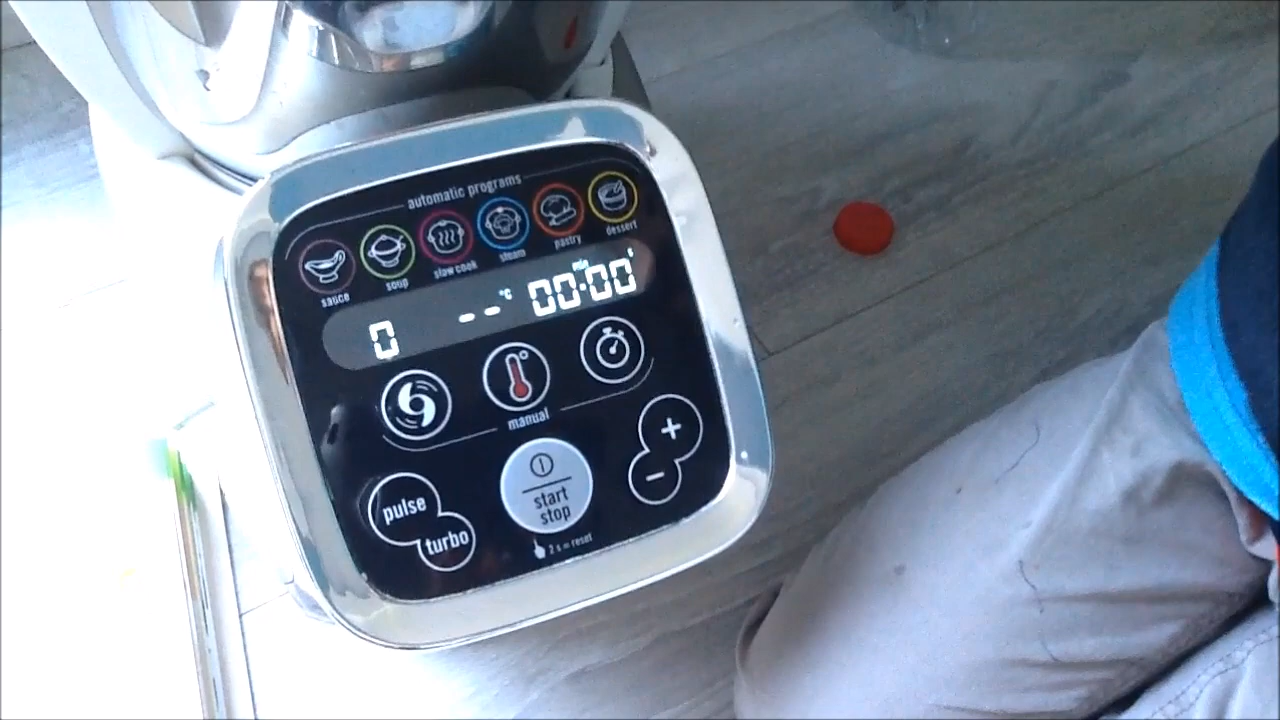 automatic programs
sauce soup slow cook steam pastry dessert
0 -- °C 00:00 min s
manual
pulse
turbo
start
stop
+
-
2 s = reset